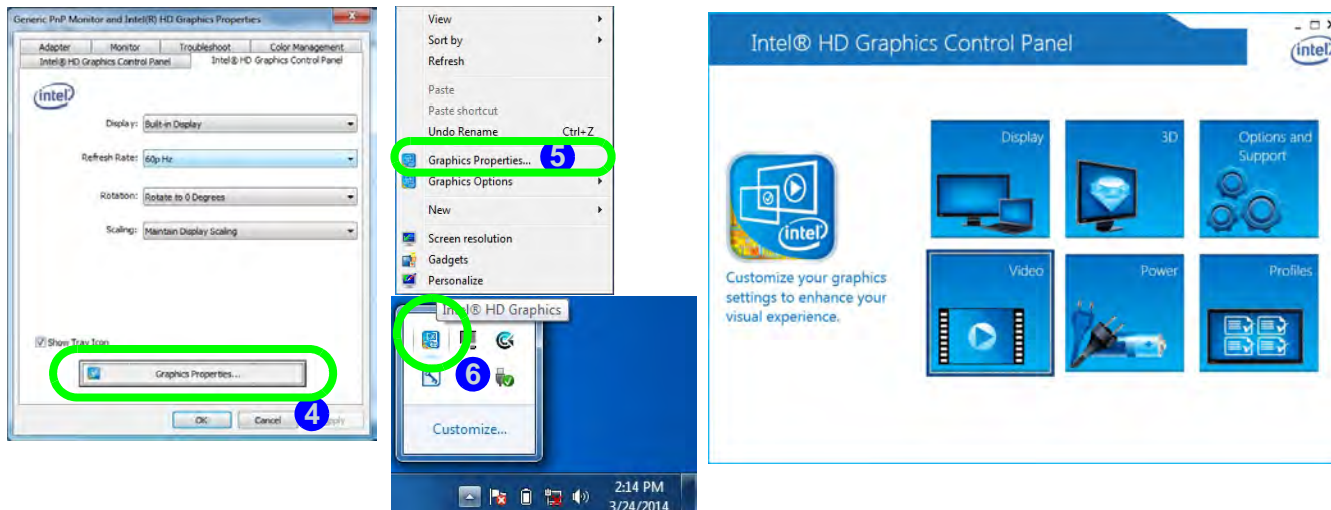 Generic PnP Monitor and Intel(R) HD Graphics Properties
Adapter Monitor Troubleshoot Color Management
Intel® HD Graphics Control Panel Intel® HD Graphics Control Panel
intel
Display: Built-in Display
Refresh Rate: 60p Hz
Rotation: Rotate to 0 Degrees
Scaling: Maintain Display Scaling
Show Tray Icon
Graphics Properties...
OK Cancel
4
View
Sort by
Refresh
Paste
Paste shortcut
Undo Rename Ctrl+Z
Graphics Properties... 5
Graphics Options
New
Screen resolution
Gadgets
Personalize
Intel® HD Graphics
6
Customize...
2:14 PM
3/24/2014
Intel® HD Graphics Control Panel
intel
Display
3D
Options and
Support
intel
Customize your graphics
settings to enhance your
visual experience.
Video
Power
Profiles